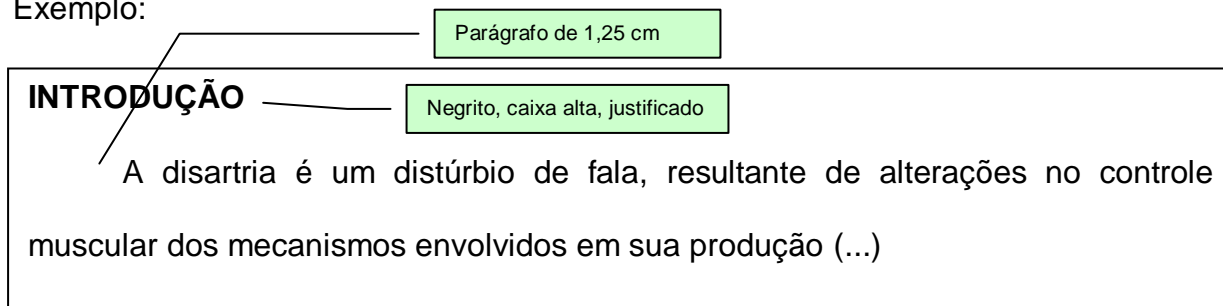 Exemplo:
Parágrafo de 1,25 cm
INTRODUÇÃO
Negrito, caixa alta, justificado
A disartria é um distúrbio de fala, resultante de alterações no controle
muscular dos mecanismos envolvidos em sua produção (...)